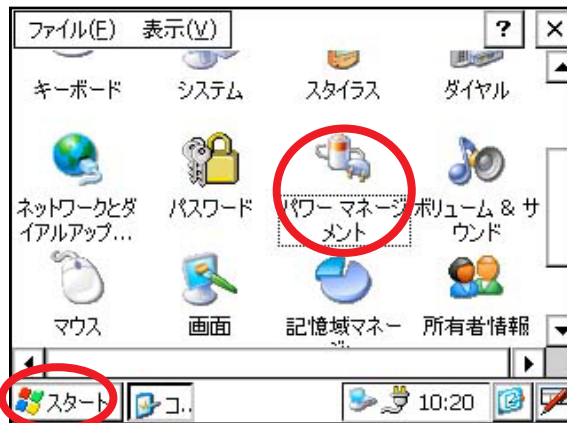 ファイル(F) 表示(V) ? ×
キーボード システム スタイラス ダイヤル
ネットワークとダ パスワード パワー マネージ ボリューム & サ
イアルアップ... メント ウンド
マウス 画面 記憶域マネー 所有者情報
スタート コ.. 10:20